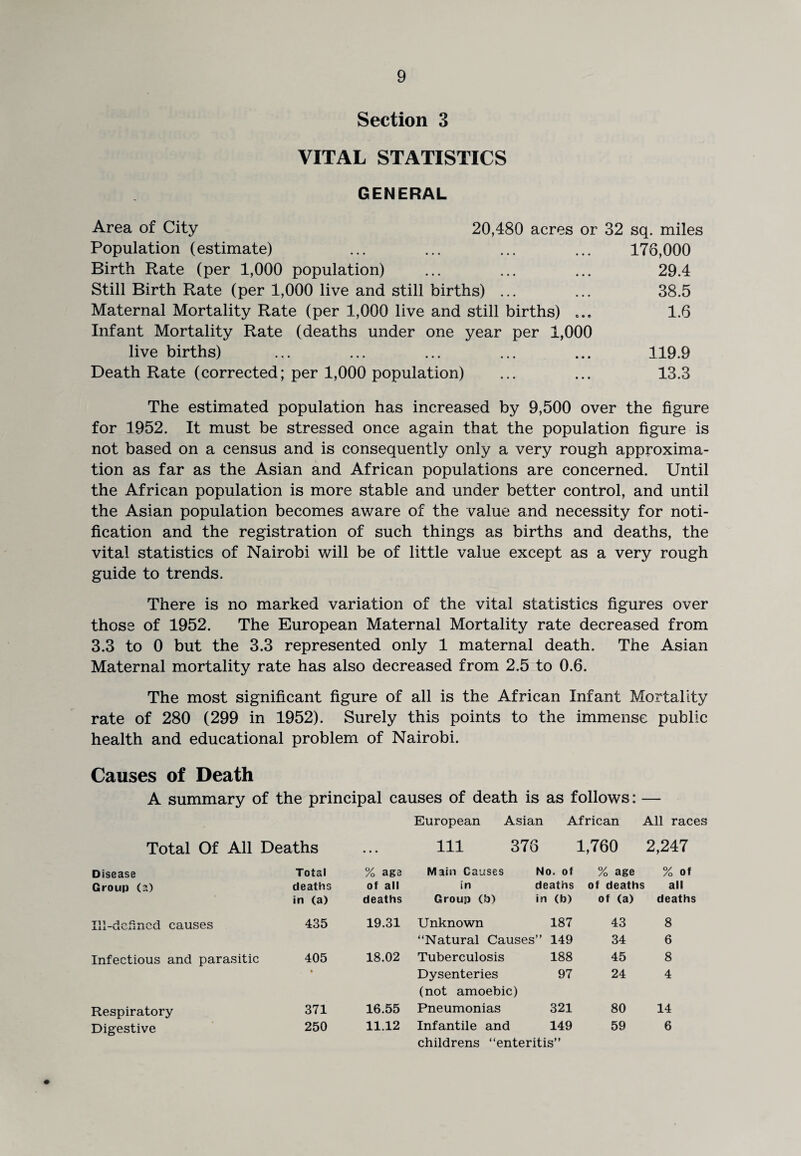 9
Section 3
VITAL STATISTICS
GENERAL
Area of City 20,480 acres or 32 sq. miles
Population (estimate) ... ... ... ... 176,000
Birth Rate (per 1,000 population) ... ... ... 29.4
Still Birth Rate (per 1,000 live and still births) ... ... 38.5
Maternal Mortality Rate (per 1,000 live and still births) ... 1.6
Infant Mortality Rate (deaths under one year per 1,000
live births) ... ... ... ... ... 119.9
Death Rate (corrected; per 1,000 population) ... ... 13.3
The estimated population has increased by 9,500 over the figure
for 1952. It must be stressed once again that the population figure is
not based on a census and is consequently only a very rough approxima-
tion as far as the Asian and African populations are concerned. Until
the African population is more stable and under better control, and until
the Asian population becomes aware of the value and necessity for noti-
fication and the registration of such things as births and deaths, the
vital statistics of Nairobi will be of little value except as a very rough
guide to trends.
There is no marked variation of the vital statistics figures over
those of 1952. The European Maternal Mortality rate decreased from
3.3 to 0 but the 3.3 represented only 1 maternal death. The Asian
Maternal mortality rate has also decreased from 2.5 to 0.6.
The most significant figure of all is the African Infant Mortality
rate of 280 (299 in 1952). Surely this points to the immense public
health and educational problem of Nairobi.
Causes of Death
A summary of the principal causes of death is as follows: —
European Asian African All races
Total Of All Deaths ... 111 376 1,760 2,247
Disease Total % age Main Causes No. of % age % of
Group (a) deaths of all in deaths of deaths all
in (a) deaths Group (b) in (b) of (a) deaths
Ill-defined causes 435 19.31 Unknown 187 43 8
"Natural Causes" 149 34 6
Infectious and parasitic 405 18.02 Tuberculosis 188 45 8
Dysenteries 97 24 4
(not amoebic)
Respiratory 371 16.55 Pneumonias 321 80 14
Digestive 250 11.12 Infantile and 149 59 6
childrens "enteritis"